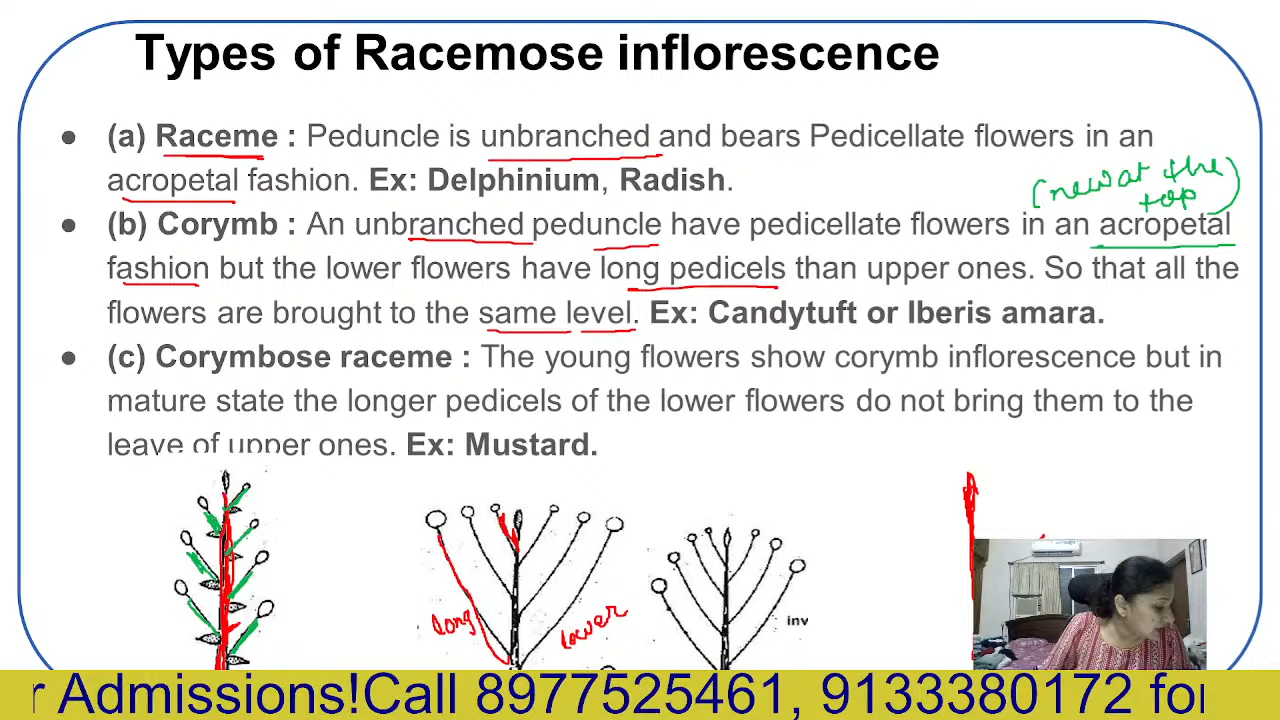 Types of Racemose inflorescence
● (a) Raceme : Peduncle is unbranched and bears Pedicellate flowers in an
acropetal fashion. Ex: Delphinium, Radish.
(new at the
top)
● (b) Corymb : An unbranched peduncle have pedicellate flowers in an acropetal
fashion but the lower flowers have long pedicels than upper ones. So that all the
flowers are brought to the same level. Ex: Candytuft or Iberis amara.
● (c) Corymbose raceme : The young flowers show corymb inflorescence but in
mature state the longer pedicels of the lower flowers do not bring them to the
leave of upper ones. Ex: Mustard.
long
lower
inv
r Admissions!Call 8977525461, 9133380172 for